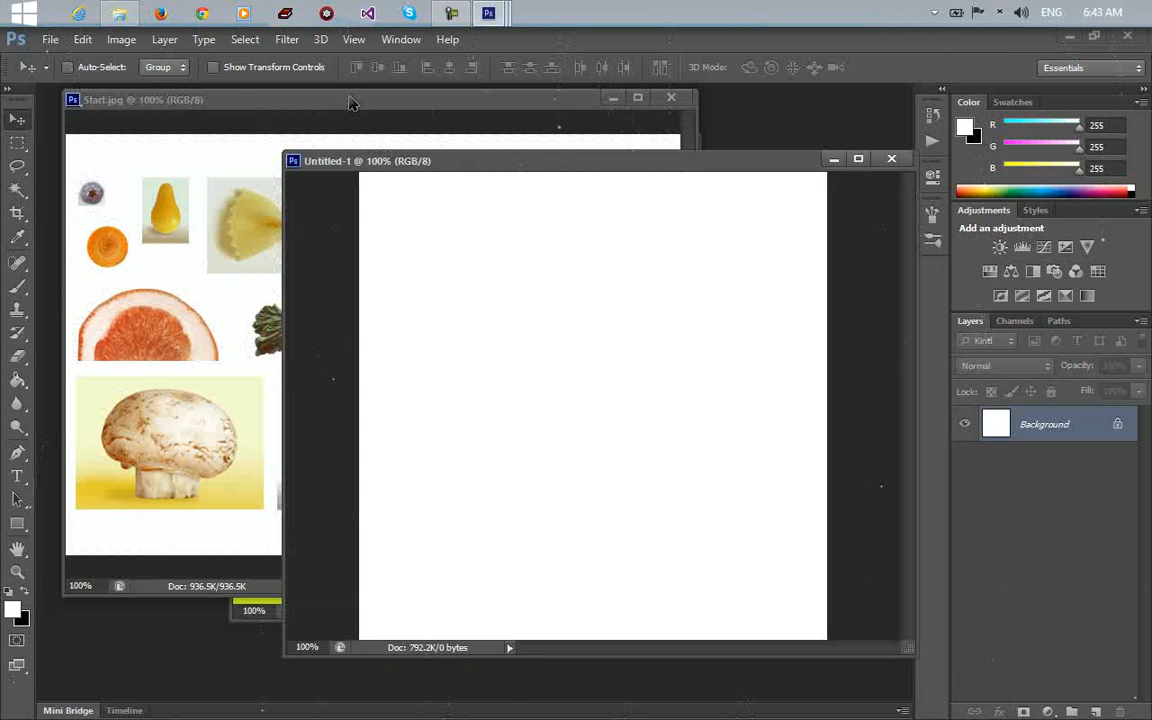 ENG 6:43 AM
Ps File Edit Image Layer Type Select Filter 3D View Window Help
Auto-Select: Group Show Transform Controls 3D Mode: Essentials
Ps Start.jpg @ 100% (RGB/8)
Color Swatches
R 255
G 255
B 255
Ps Untitled-1 @ 100% (RGB/8)
Adjustments Styles
Add an adjustment
Layers Channels Paths
Kind
Normal Opacity: 100%
Lock: Fill: 100%
Background
100% Doc: 936.5K/936.5K
100%
100% Doc: 792.2K/0 bytes
Mini Bridge Timeline